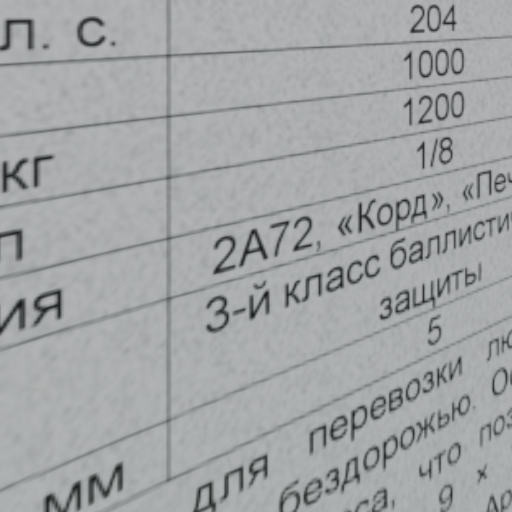 л. с. 204
1000
кг 1200
л 1/8
ия 2А72, «Корд», «Печ
3-й класс баллисти
защиты
мм 5
для перевозки лю
бездорожью. Ос
са, что поз
9 ×